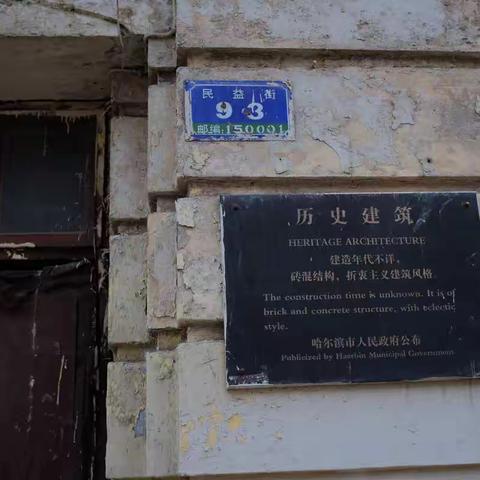 民益街
93
邮编:150001
历史建筑
HERITAGE ARCHITECTURE
建造年代不详,
砖混结构，折衷主义建筑风格。
The construction time is unknown. It is of
brick and concrete structure, with eclectic
style.
哈尔滨市人民政府公布
Publicized by Haerbin Municipal Government